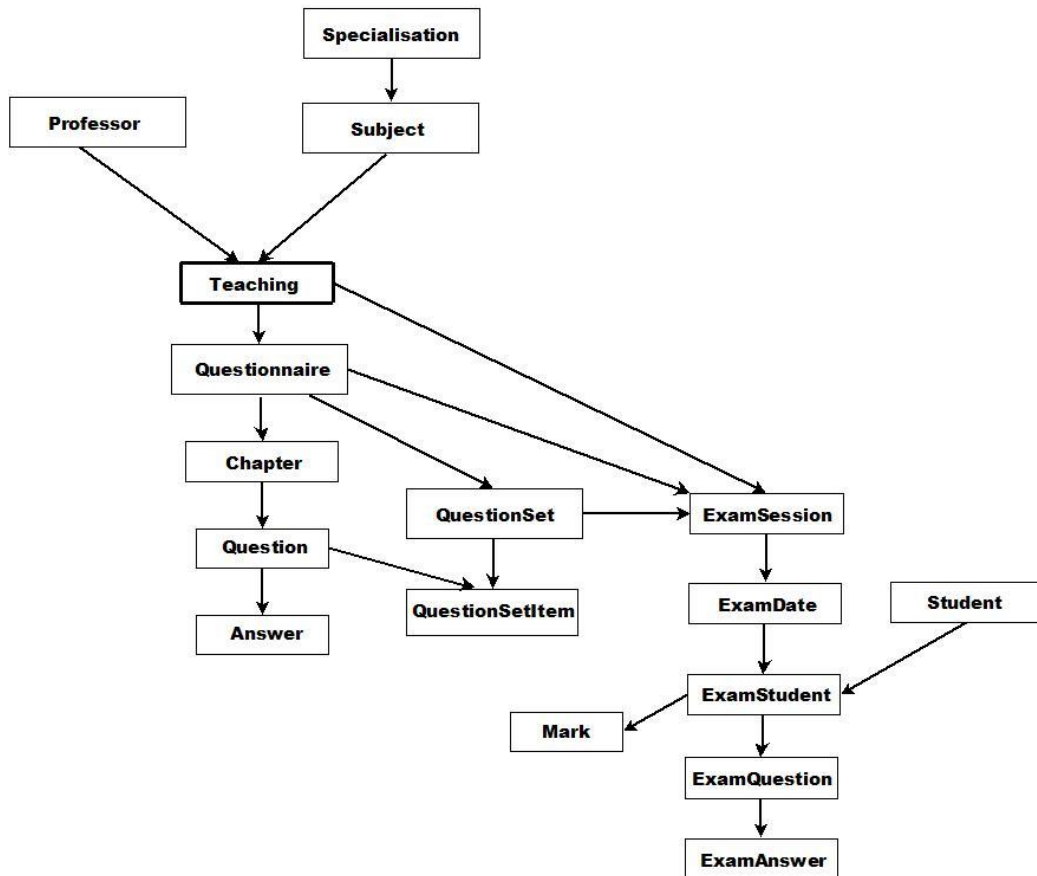 Specialisation
Professor
Subject
Teaching
Questionnaire
Chapter
QuestionSet
ExamSession
Question
QuestionSetItem
ExamDate
Student
Answer
ExamStudent
Mark
ExamQuestion
ExamAnswer